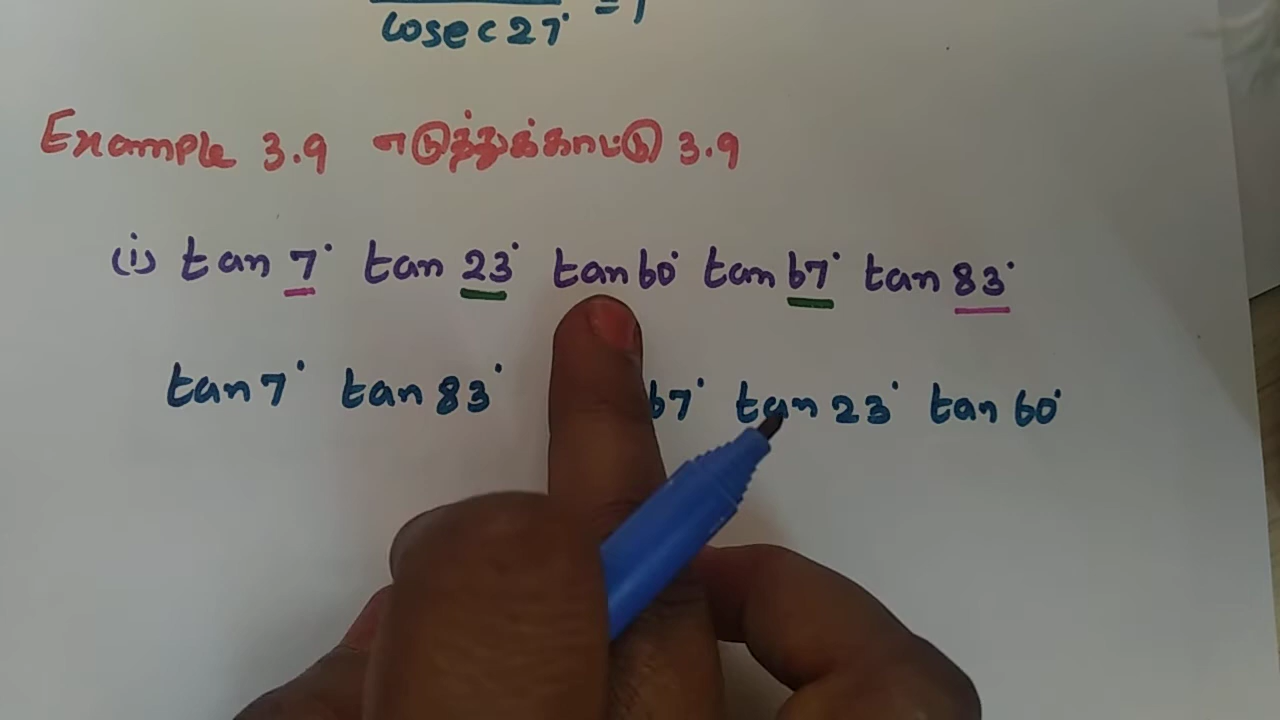 cosec 27° = 1
Example 3.9 எடுத்துக்காட்டு 3.9
(i) tan 7° tan 23° tan 60° tan 67° tan 83°
tan 7° tan 83° 67° tan 23° tan 60°